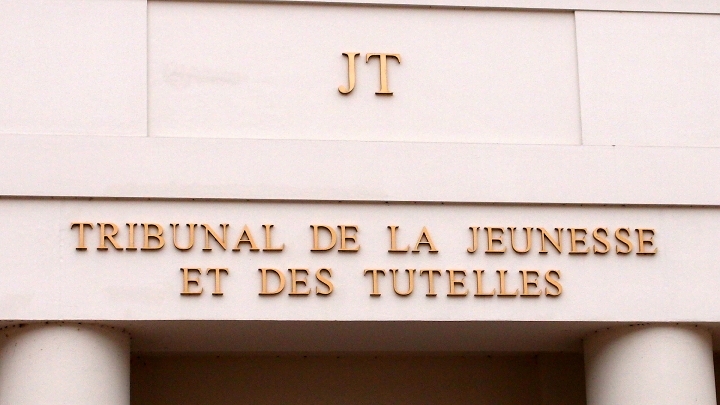 JT
TRIBUNAL DE LA JEUNESSE
ET DES TUTELLES